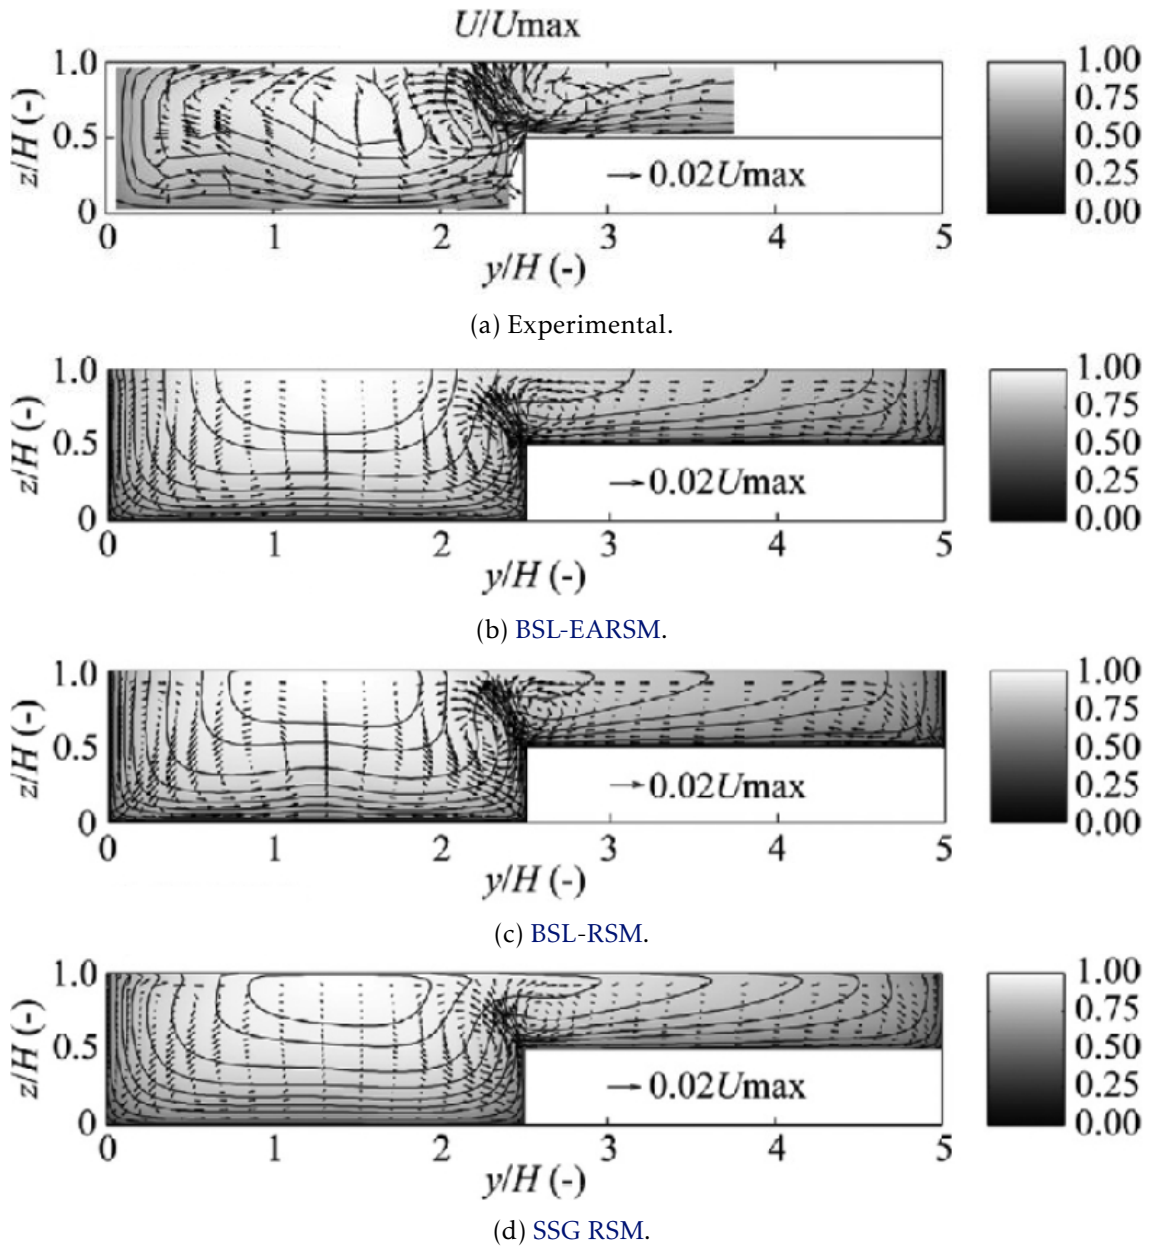 U/Umax
1.0
0.5
0
z/H (-)
0.02Umax
0 1 2 3 4 5
y/H (-)
1.00
0.75
0.50
0.25
0.00
(a) Experimental.
1.0
0.5
0
z/H (-)
0.02Umax
0 1 2 3 4 5
y/H (-)
1.00
0.75
0.50
0.25
0.00
(b) BSL-EARSM.
1.0
0.5
0
z/H (-)
0.02Umax
0 1 2 3 4 5
y/H (-)
1.00
0.75
0.50
0.25
0.00
(c) BSL-RSM.
1.0
0.5
0
z/H (-)
0.02Umax
0 1 2 3 4 5
y/H (-)
1.00
0.75
0.50
0.25
0.00
(d) SSG RSM.